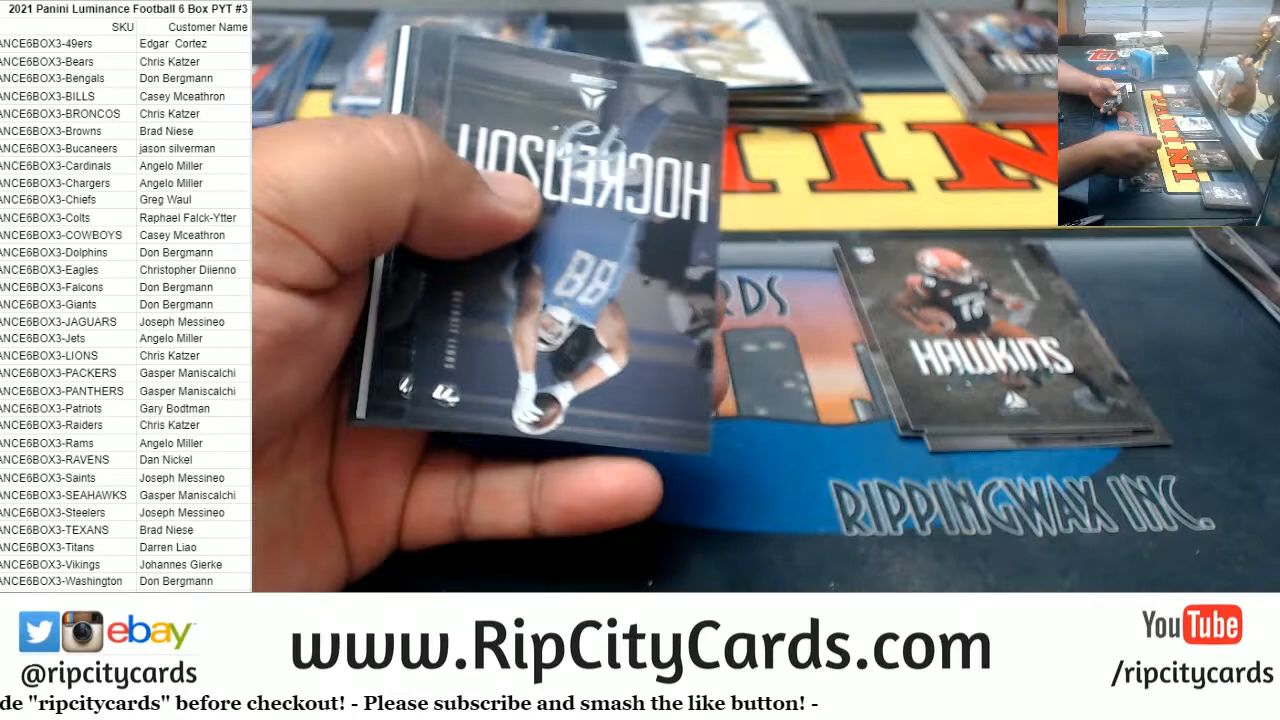 2021 Panini Luminance Football 6 Box PYT #3
SKU Customer Name
ANCE6BOX3-49ers Edgar Cortez
ANCE6BOX3-Bears Chris Katzer
ANCE6BOX3-Bengals Don Bergmann
ANCE6BOX3-BILLS Casey Mceathron
ANCE6BOX3-BRONCOS Chris Katzer
ANCE6BOX3-Browns Brad Niese
ANCE6BOX3-Bucaneers jason silverman
ANCE6BOX3-Cardinals Angelo Miller
ANCE6BOX3-Chargers Angelo Miller
ANCE6BOX3-Chiefs Greg Waul
ANCE6BOX3-Colts Raphael Falck-Ytter
ANCE6BOX3-COWBOYS Casey Mceathron
ANCE6BOX3-Dolphins Don Bergmann
ANCE6BOX3-Eagles Christopher Diienno
ANCE6BOX3-Falcons Don Bergmann
ANCE6BOX3-Giants Don Bergmann
ANCE6BOX3-JAGUARS Joseph Messineo
ANCE6BOX3-Jets Angelo Miller
ANCE6BOX3-LIONS Chris Katzer
ANCE6BOX3-PACKERS Gasper Maniscalchi
ANCE6BOX3-PANTHERS Gasper Maniscalchi
ANCE6BOX3-Patriots Gary Bodtman
ANCE6BOX3-Raiders Chris Katzer
ANCE6BOX3-Rams Angelo Miller
ANCE6BOX3-RAVENS Dan Nickel
ANCE6BOX3-Saints Joseph Messineo
ANCE6BOX3-SEAHAWKS Gasper Maniscalchi
ANCE6BOX3-Steelers Joseph Messineo
ANCE6BOX3-TEXANS Brad Niese
ANCE6BOX3-Titans Darren Liao
ANCE6BOX3-Vikings Johannes Gierke
ANCE6BOX3-Washington Don Bergmann
HOCKENSON
88
INI
RDS
HAWKINS
RIPPINGWAX INC.
PANINI
ebay
@ripcitycards
www.RipCityCards.com
YouTube
/ripcitycards
de "ripcitycards" before checkout! - Please subscribe and smash the like button! -